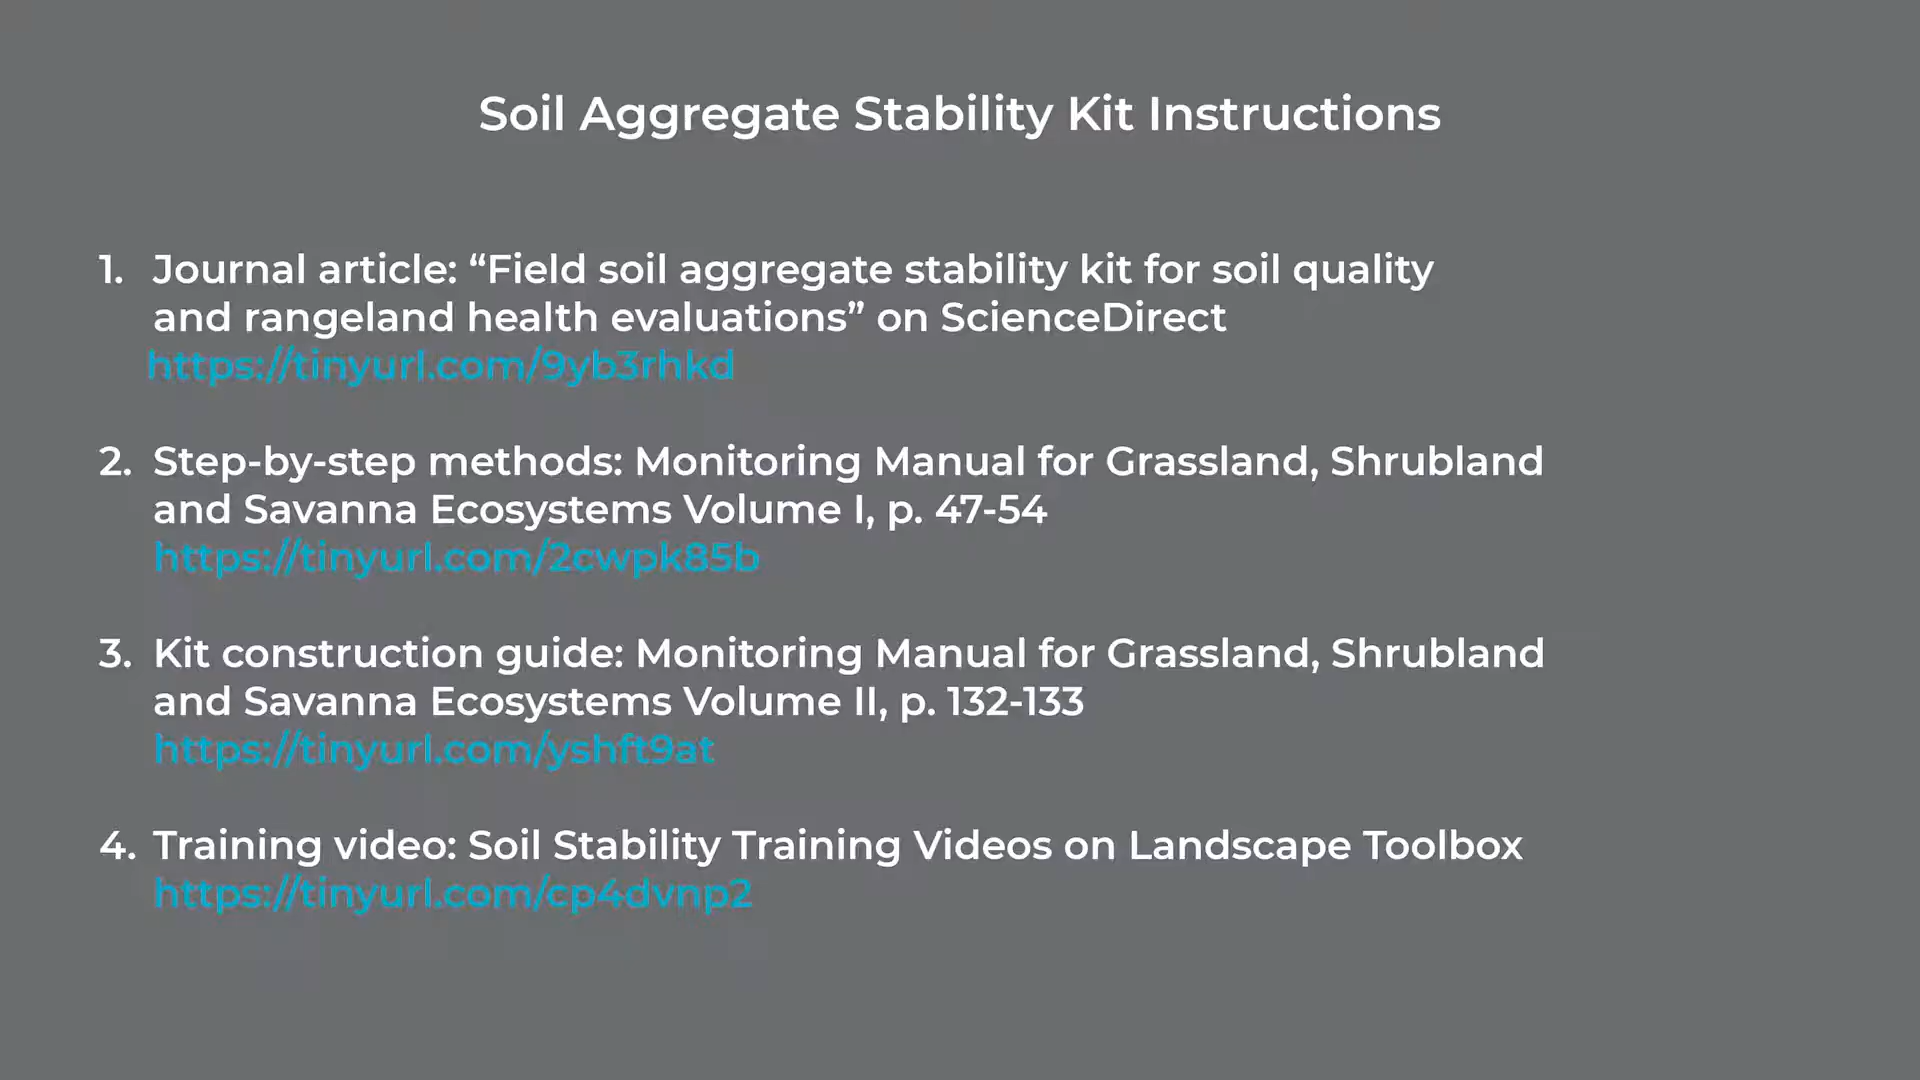 Soil Aggregate Stability Kit Instructions
1. Journal article: “Field soil aggregate stability kit for soil quality
and rangeland health evaluations” on ScienceDirect
https://tinyurl.com/9yb3rhkd
2. Step-by-step methods: Monitoring Manual for Grassland, Shrubland
and Savanna Ecosystems Volume I, p. 47-54
https://tinyurl.com/2cwpk85b
3. Kit construction guide: Monitoring Manual for Grassland, Shrubland
and Savanna Ecosystems Volume II, p. 132-133
https://tinyurl.com/yshft9at
4. Training video: Soil Stability Training Videos on Landscape Toolbox
https://tinyurl.com/cp4dvnp2